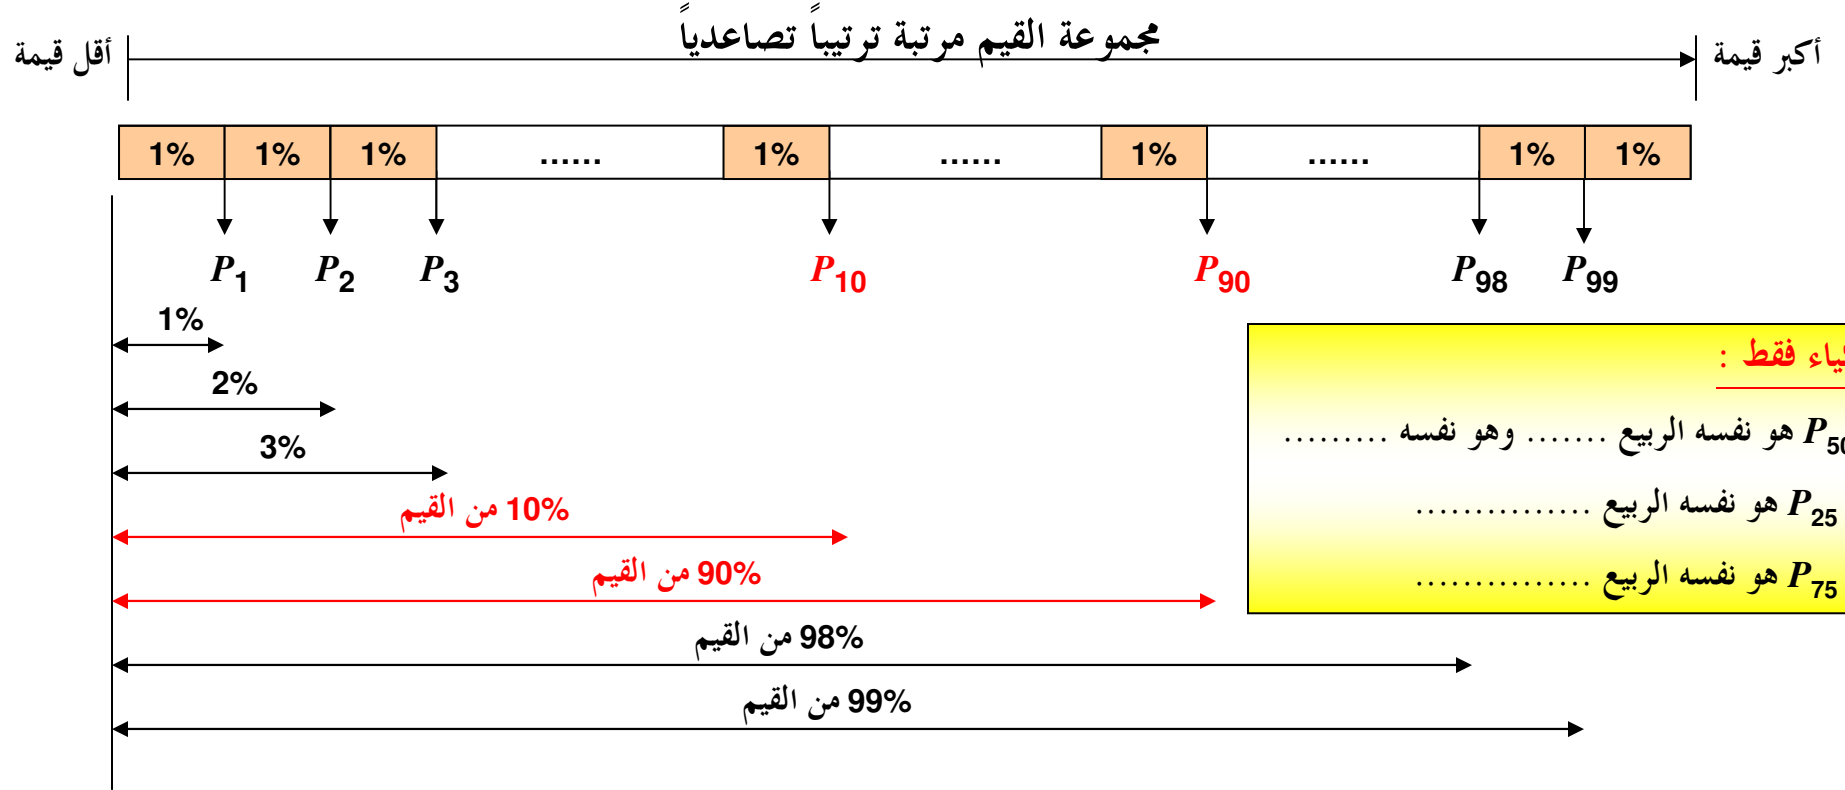 مجموعة القيم مرتبة ترتيباً تصاعدياً
أكبر قيمة
أقل قيمة
1% 1% 1% ...... 1% ...... 1% ...... 1% 1%
P1 P2 P3 P10 P90 P98 P99
1%
2%
3%
10% من القيم
90% من القيم
98% من القيم
99% من القيم
فقط :
P50 هو نفسه الربيع ....... وهو نفسه .........
P25 هو نفسه الربيع ...............
P75 هو نفسه الربيع ...............